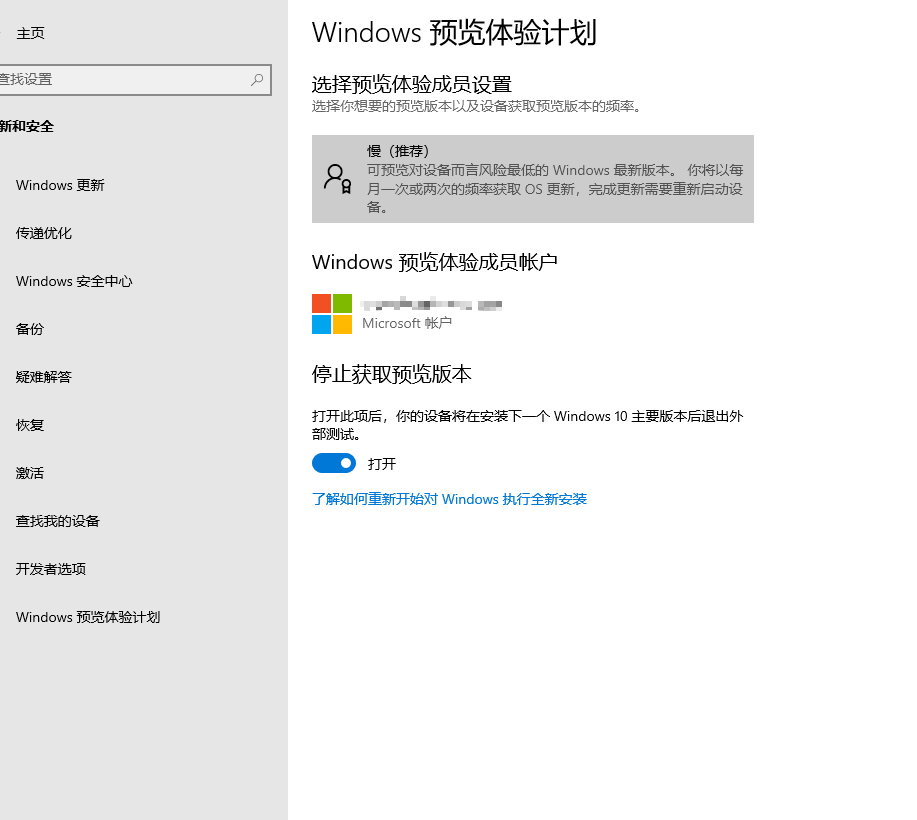 主页
查找设置
新和安全
Windows 更新
传递优化
Windows 安全中心
备份
疑难解答
恢复
激活
查找我的设备
开发者选项
Windows 预览体验计划
Windows 预览体验计划
选择预览体验成员设置
选择你想要的预览版本以及设备获取预览版本的频率。
慢（推荐）
可预览对设备而言风险最低的 Windows 最新版本。 你将以每
月一次或两次的频率获取 OS 更新，完成更新需要重新启动设
备。
Windows 预览体验成员帐户
Microsoft 帐户
停止获取预览版本
打开此项后，你的设备将在安装下一个 Windows 10 主要版本后退出外
部测试。
打开
了解如何重新开始对 Windows 执行全新安装